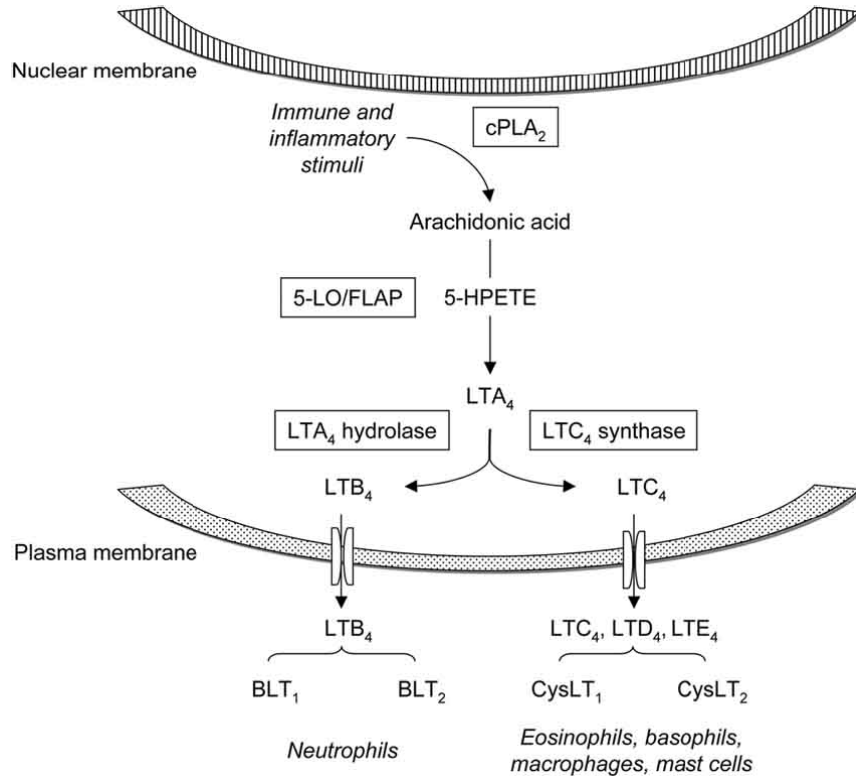 Nuclear membrane
Immune and
inflammatory
stimuli
cPLA₂
Arachidonic acid
5-LO/FLAP
5-HPETE
LTA₄
LTA₄ hydrolase
LTC₄ synthase
LTB₄
LTC₄
Plasma membrane
LTB₄
LTC₄, LTD₄, LTE₄
BLT₁
BLT₂
CysLT₁
CysLT₂
Neutrophils
Eosinophils, basophils,
macrophages, mast cells